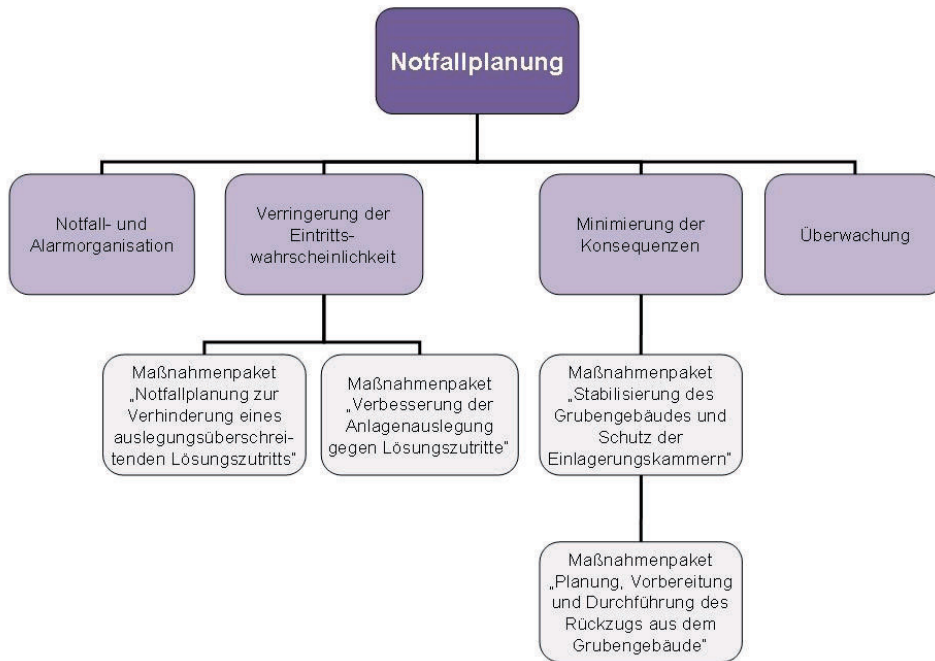 Notfallplanung
Notfall- und
Alarmorganisation
Verringerung der
Eintritts-
wahrscheinlichkeit
Minimierung der
Konsequenzen
Überwachung
Maßnahmenpaket
„Notfallplanung zur
Verhinderung eines
auslegungsüberschrei-
tenden Lösungszutritts"
Maßnahmenpaket
„Verbesserung der
Anlagenauslegung
gegen Lösungszutritte"
Maßnahmenpaket
„Stabilisierung des
Grubengebäudes und
Schutz der
Einlagerungskammern"
Maßnahmenpaket
„Planung, Vorbereitung
und Durchführung des
Rückzugs aus dem
Grubengebäude"